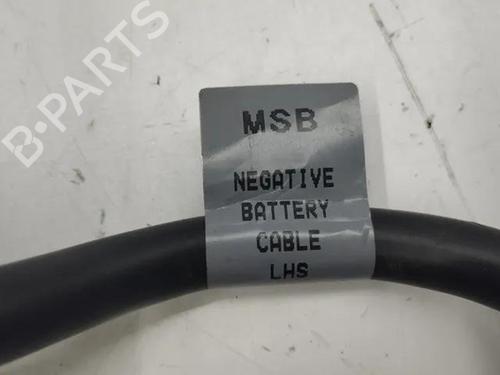 B-PARTS
MSB
NEGATIVE
BATTERY
CABLE
LHS